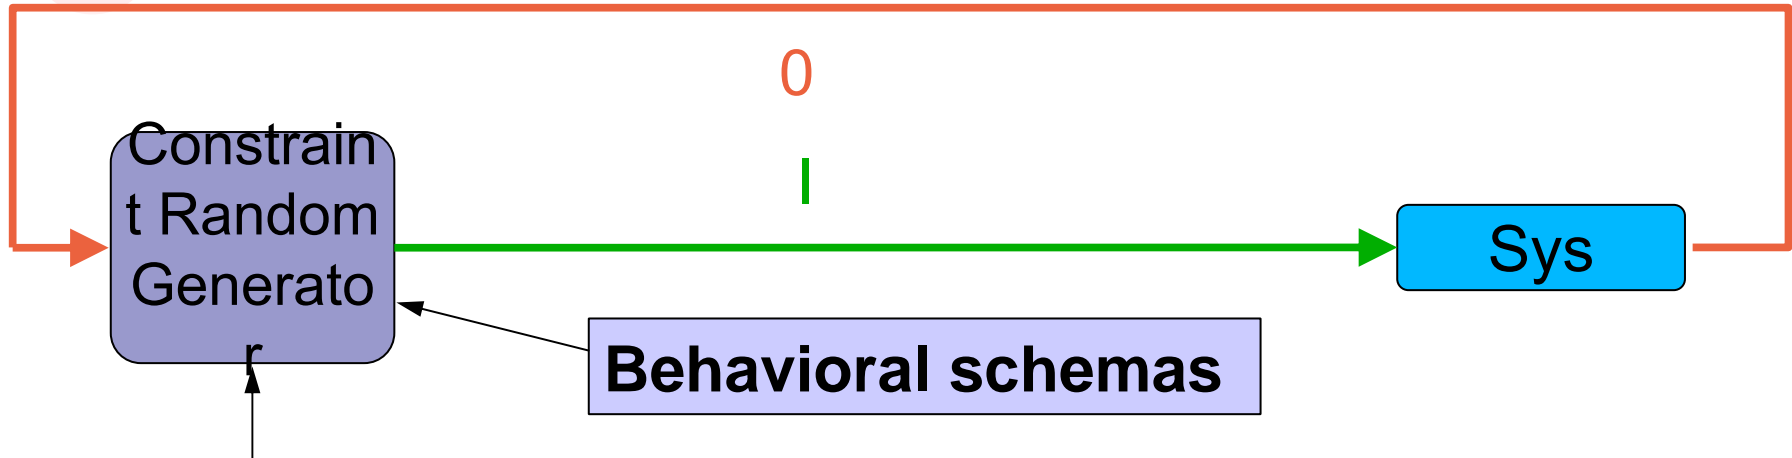 0
Constrain
t Random
Generato
r
I
Sys
Behavioral schemas